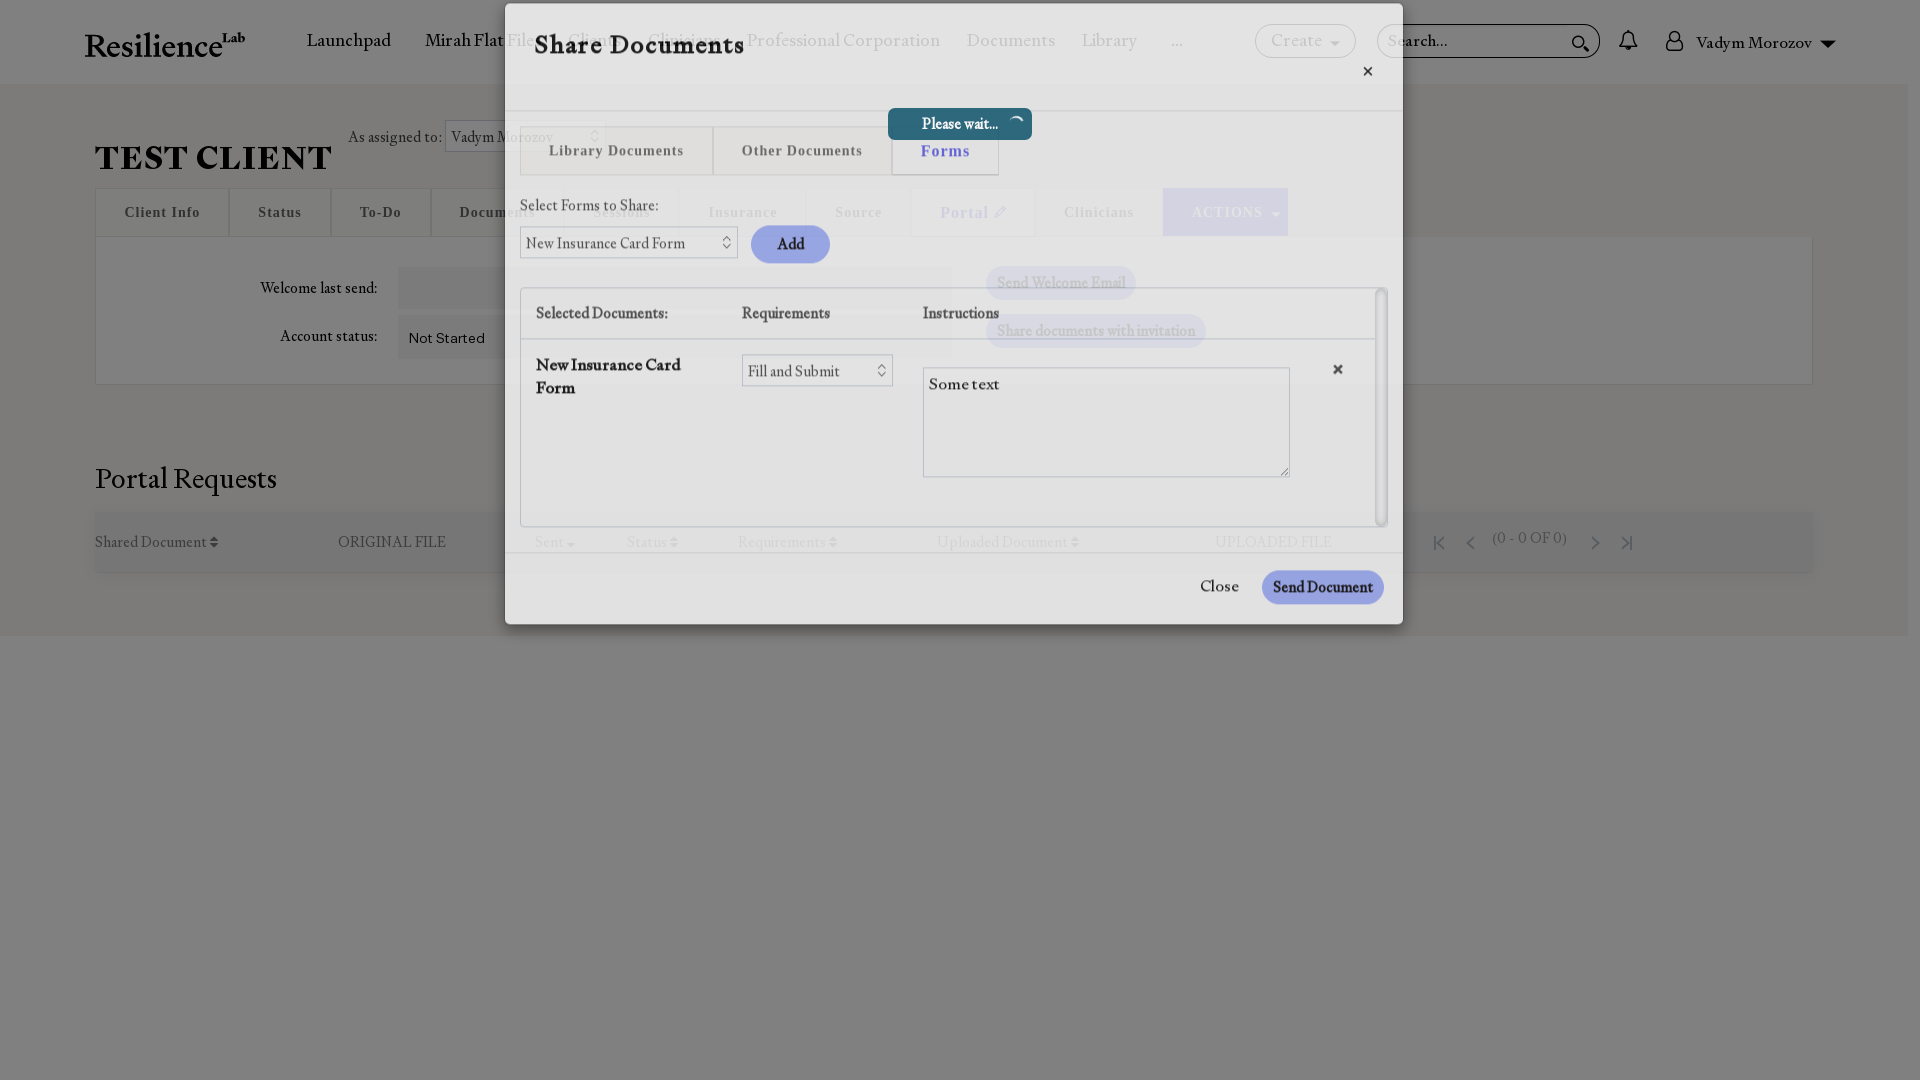 ResilienceLab
Launchpad
Mirah Flat Files
Clients
Clinicians
Professional Corporation
Documents
Library
...
Create
Search...
Vadym Morozov
Share Documents
×
Please wait...
As assigned to:
Vadym Morozov
TEST CLIENT
Library Documents
Other Documents
Forms
Client Info
Status
To-Do
Documents
Sessions
Insurance
Source
Portal
Clinicians
ACTIONS
Select Forms to Share:
New Insurance Card Form
Add
Welcome last send:
Send Welcome Email
Selected Documents:
Requirements
Instructions
Account status:
Not Started
Share documents with invitation
New Insurance Card
Form
Fill and Submit
Some text
×
Portal Requests
Shared Document
ORIGINAL FILE
Sent
Status
Requirements
Uploaded Document
UPLOADED FILE
(0 - 0 OF 0)
Close
Send Document